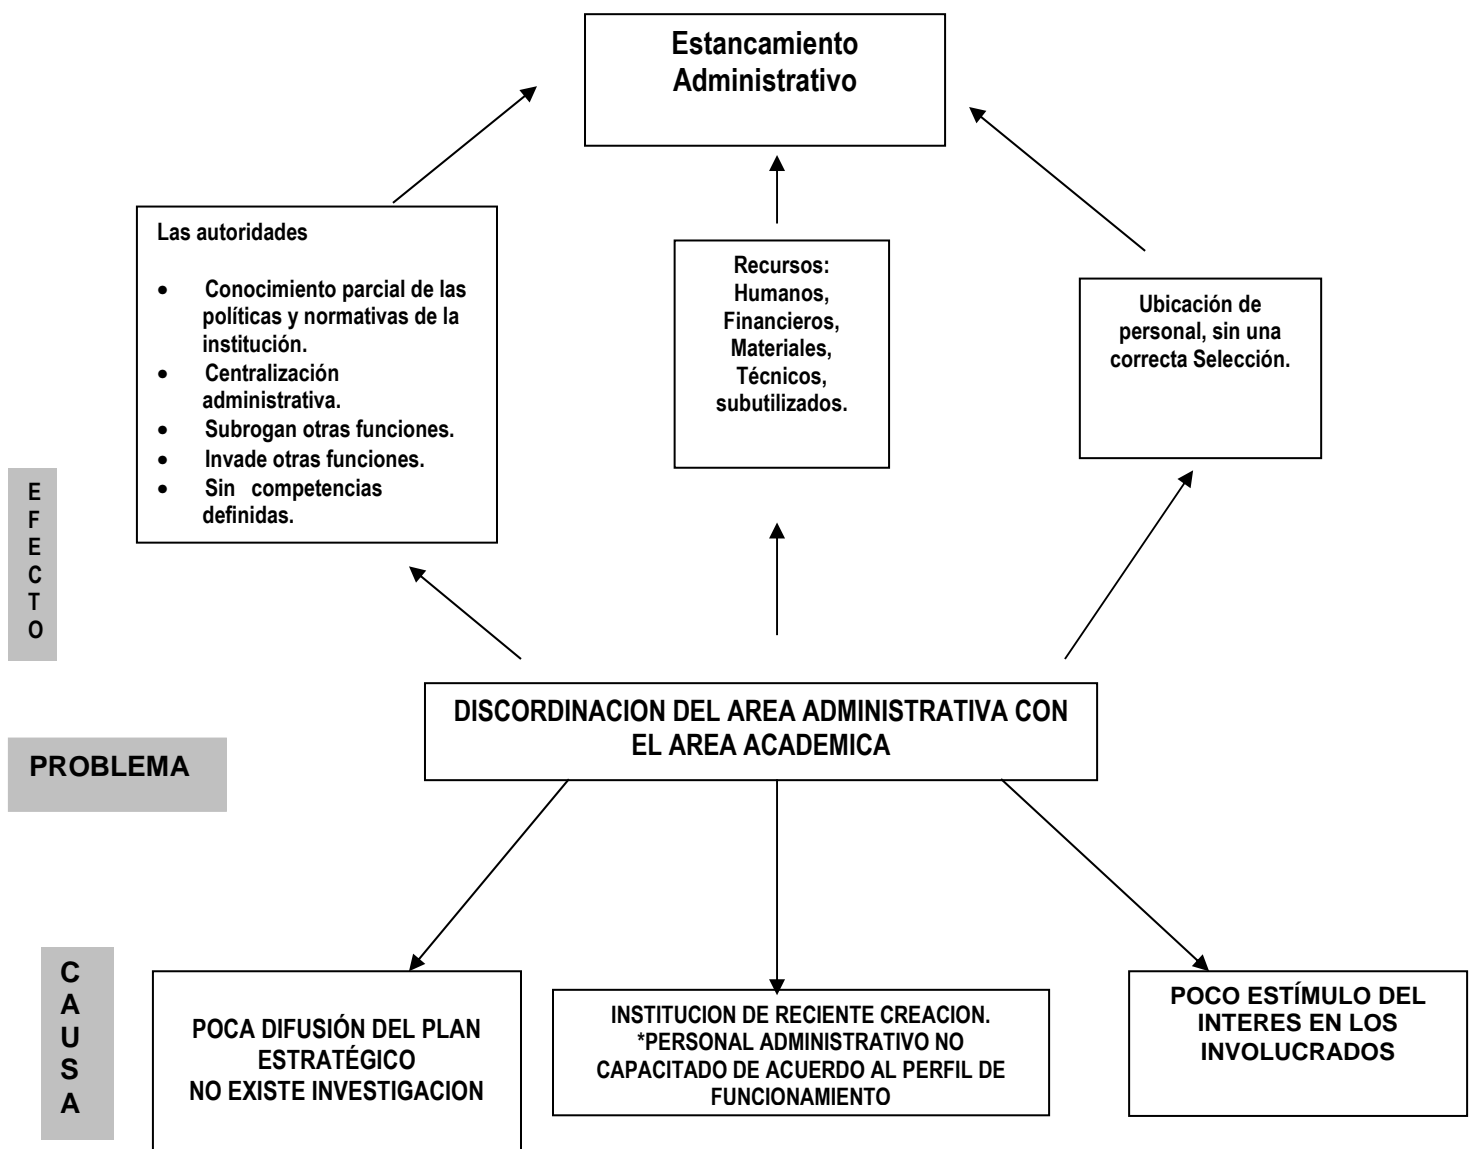 Estancamiento
Administrativo
Las autoridades
• Conocimiento parcial de las
políticas y normativas de la
institución.
• Centralización
administrativa.
• Subrogan otras funciones.
• Invade otras funciones.
• Sin competencias
definidas.
Recursos:
Humanos,
Financieros,
Materiales,
Técnicos,
subutilizados.
Ubicación de
personal, sin una
correcta Selección.
E
F
E
C
T
O
DISCORDINACION DEL AREA ADMINISTRATIVA CON
EL AREA ACADEMICA
PROBLEMA
C
A
U
S
A
POCA DIFUSIÓN DEL PLAN
ESTRATÉGICO
NO EXISTE INVESTIGACION
INSTITUCION DE RECIENTE CREACION.
*PERSONAL ADMINISTRATIVO NO
CAPACITADO DE ACUERDO AL PERFIL DE
FUNCIONAMIENTO
POCO ESTÍMULO DEL
INTERES EN LOS
INVOLUCRADOS